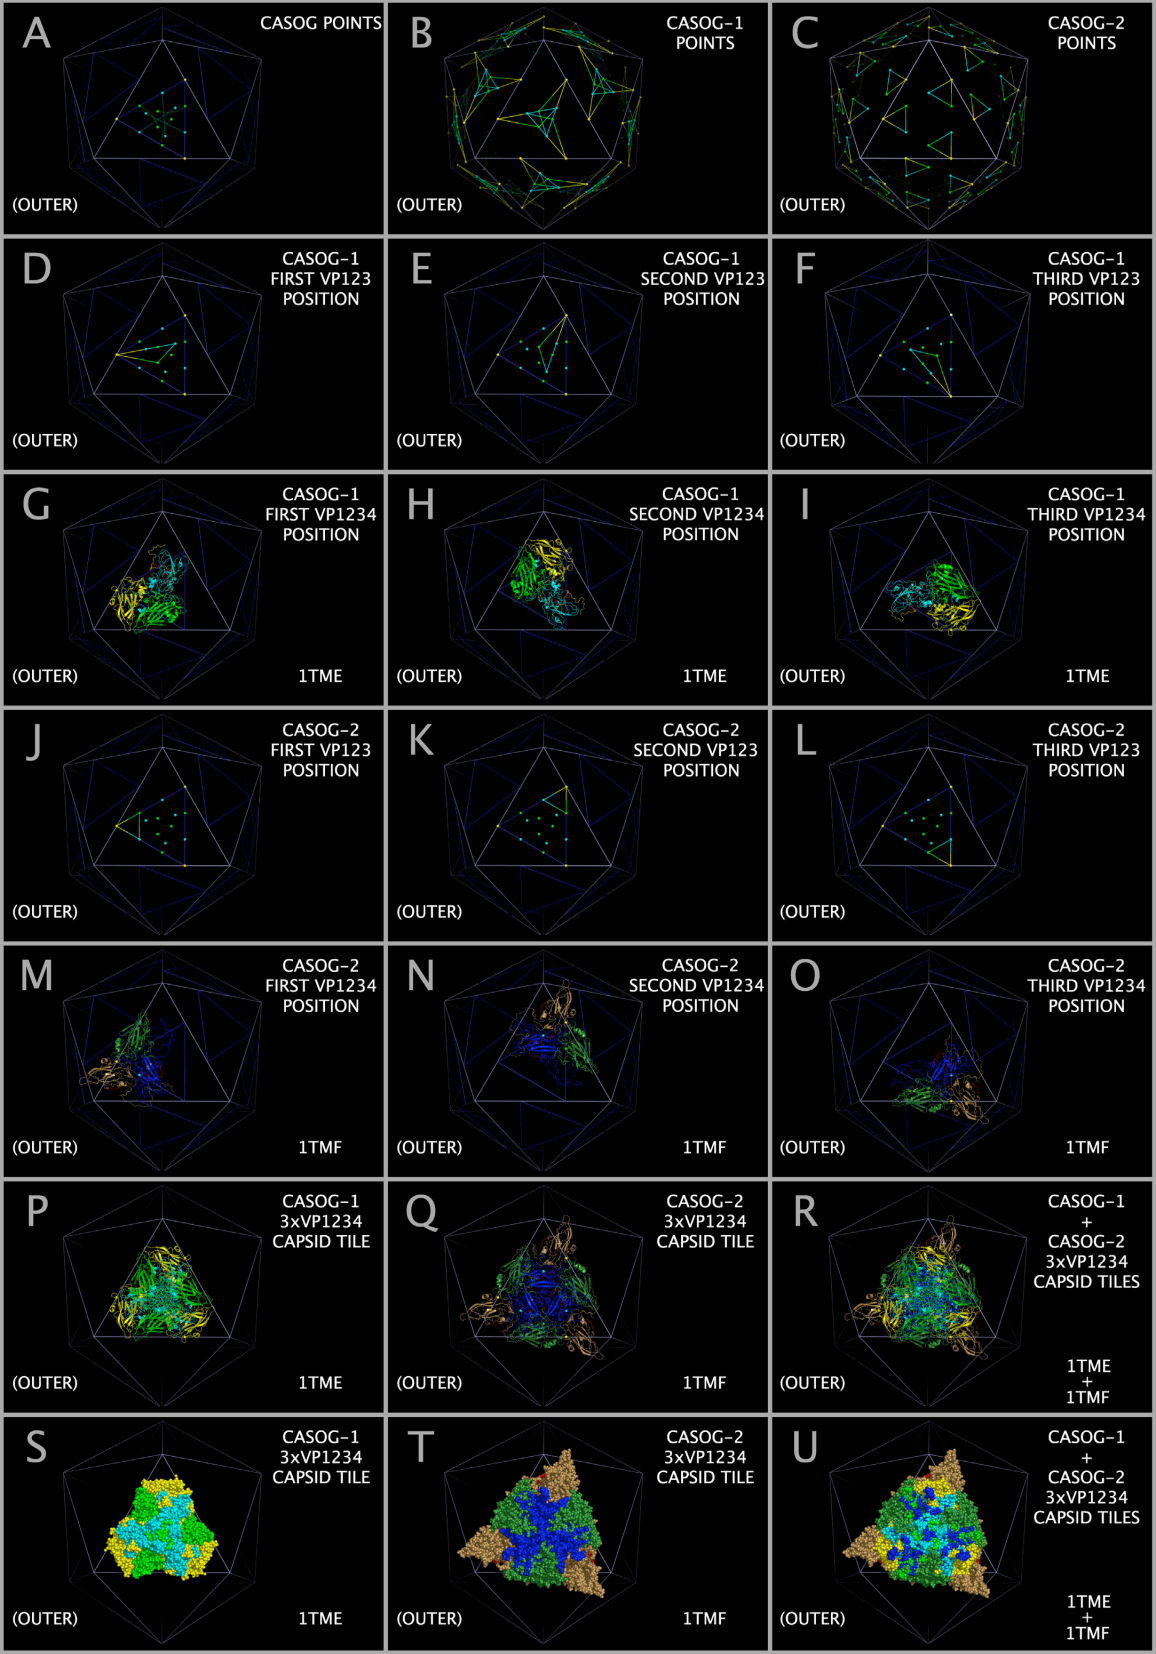 A
CASOG POINTS
(OUTER)
B
CASOG-1
POINTS
(OUTER)
C
CASOG-2
POINTS
(OUTER)
D
CASOG-1
FIRST VP123
POSITION
(OUTER)
E
CASOG-1
SECOND VP123
POSITION
(OUTER)
F
CASOG-1
THIRD VP123
POSITION
(OUTER)
G
CASOG-1
FIRST VP1234
POSITION
(OUTER)
1TME
H
CASOG-1
SECOND VP1234
POSITION
(OUTER)
1TME
I
CASOG-1
THIRD VP1234
POSITION
(OUTER)
1TME
J
CASOG-2
FIRST VP123
POSITION
(OUTER)
K
CASOG-2
SECOND VP123
POSITION
(OUTER)
L
CASOG-2
THIRD VP123
POSITION
(OUTER)
M
CASOG-2
FIRST VP1234
POSITION
(OUTER)
1TMF
N
CASOG-2
SECOND VP1234
POSITION
(OUTER)
1TMF
O
CASOG-2
THIRD VP1234
POSITION
(OUTER)
1TMF
P
CASOG-1
3xVP1234
CAPSID TILE
(OUTER)
1TME
Q
CASOG-2
3xVP1234
CAPSID TILE
(OUTER)
1TMF
R
CASOG-1
+
CASOG-2
3xVP1234
CAPSID TILES
(OUTER)
1TME
+
1TMF
S
CASOG-1
3xVP1234
CAPSID TILE
(OUTER)
1TME
T
CASOG-2
3xVP1234
CAPSID TILE
(OUTER)
1TMF
U
CASOG-1
+
CASOG-2
3xVP1234
CAPSID TILES
(OUTER)
1TME
+
1TMF